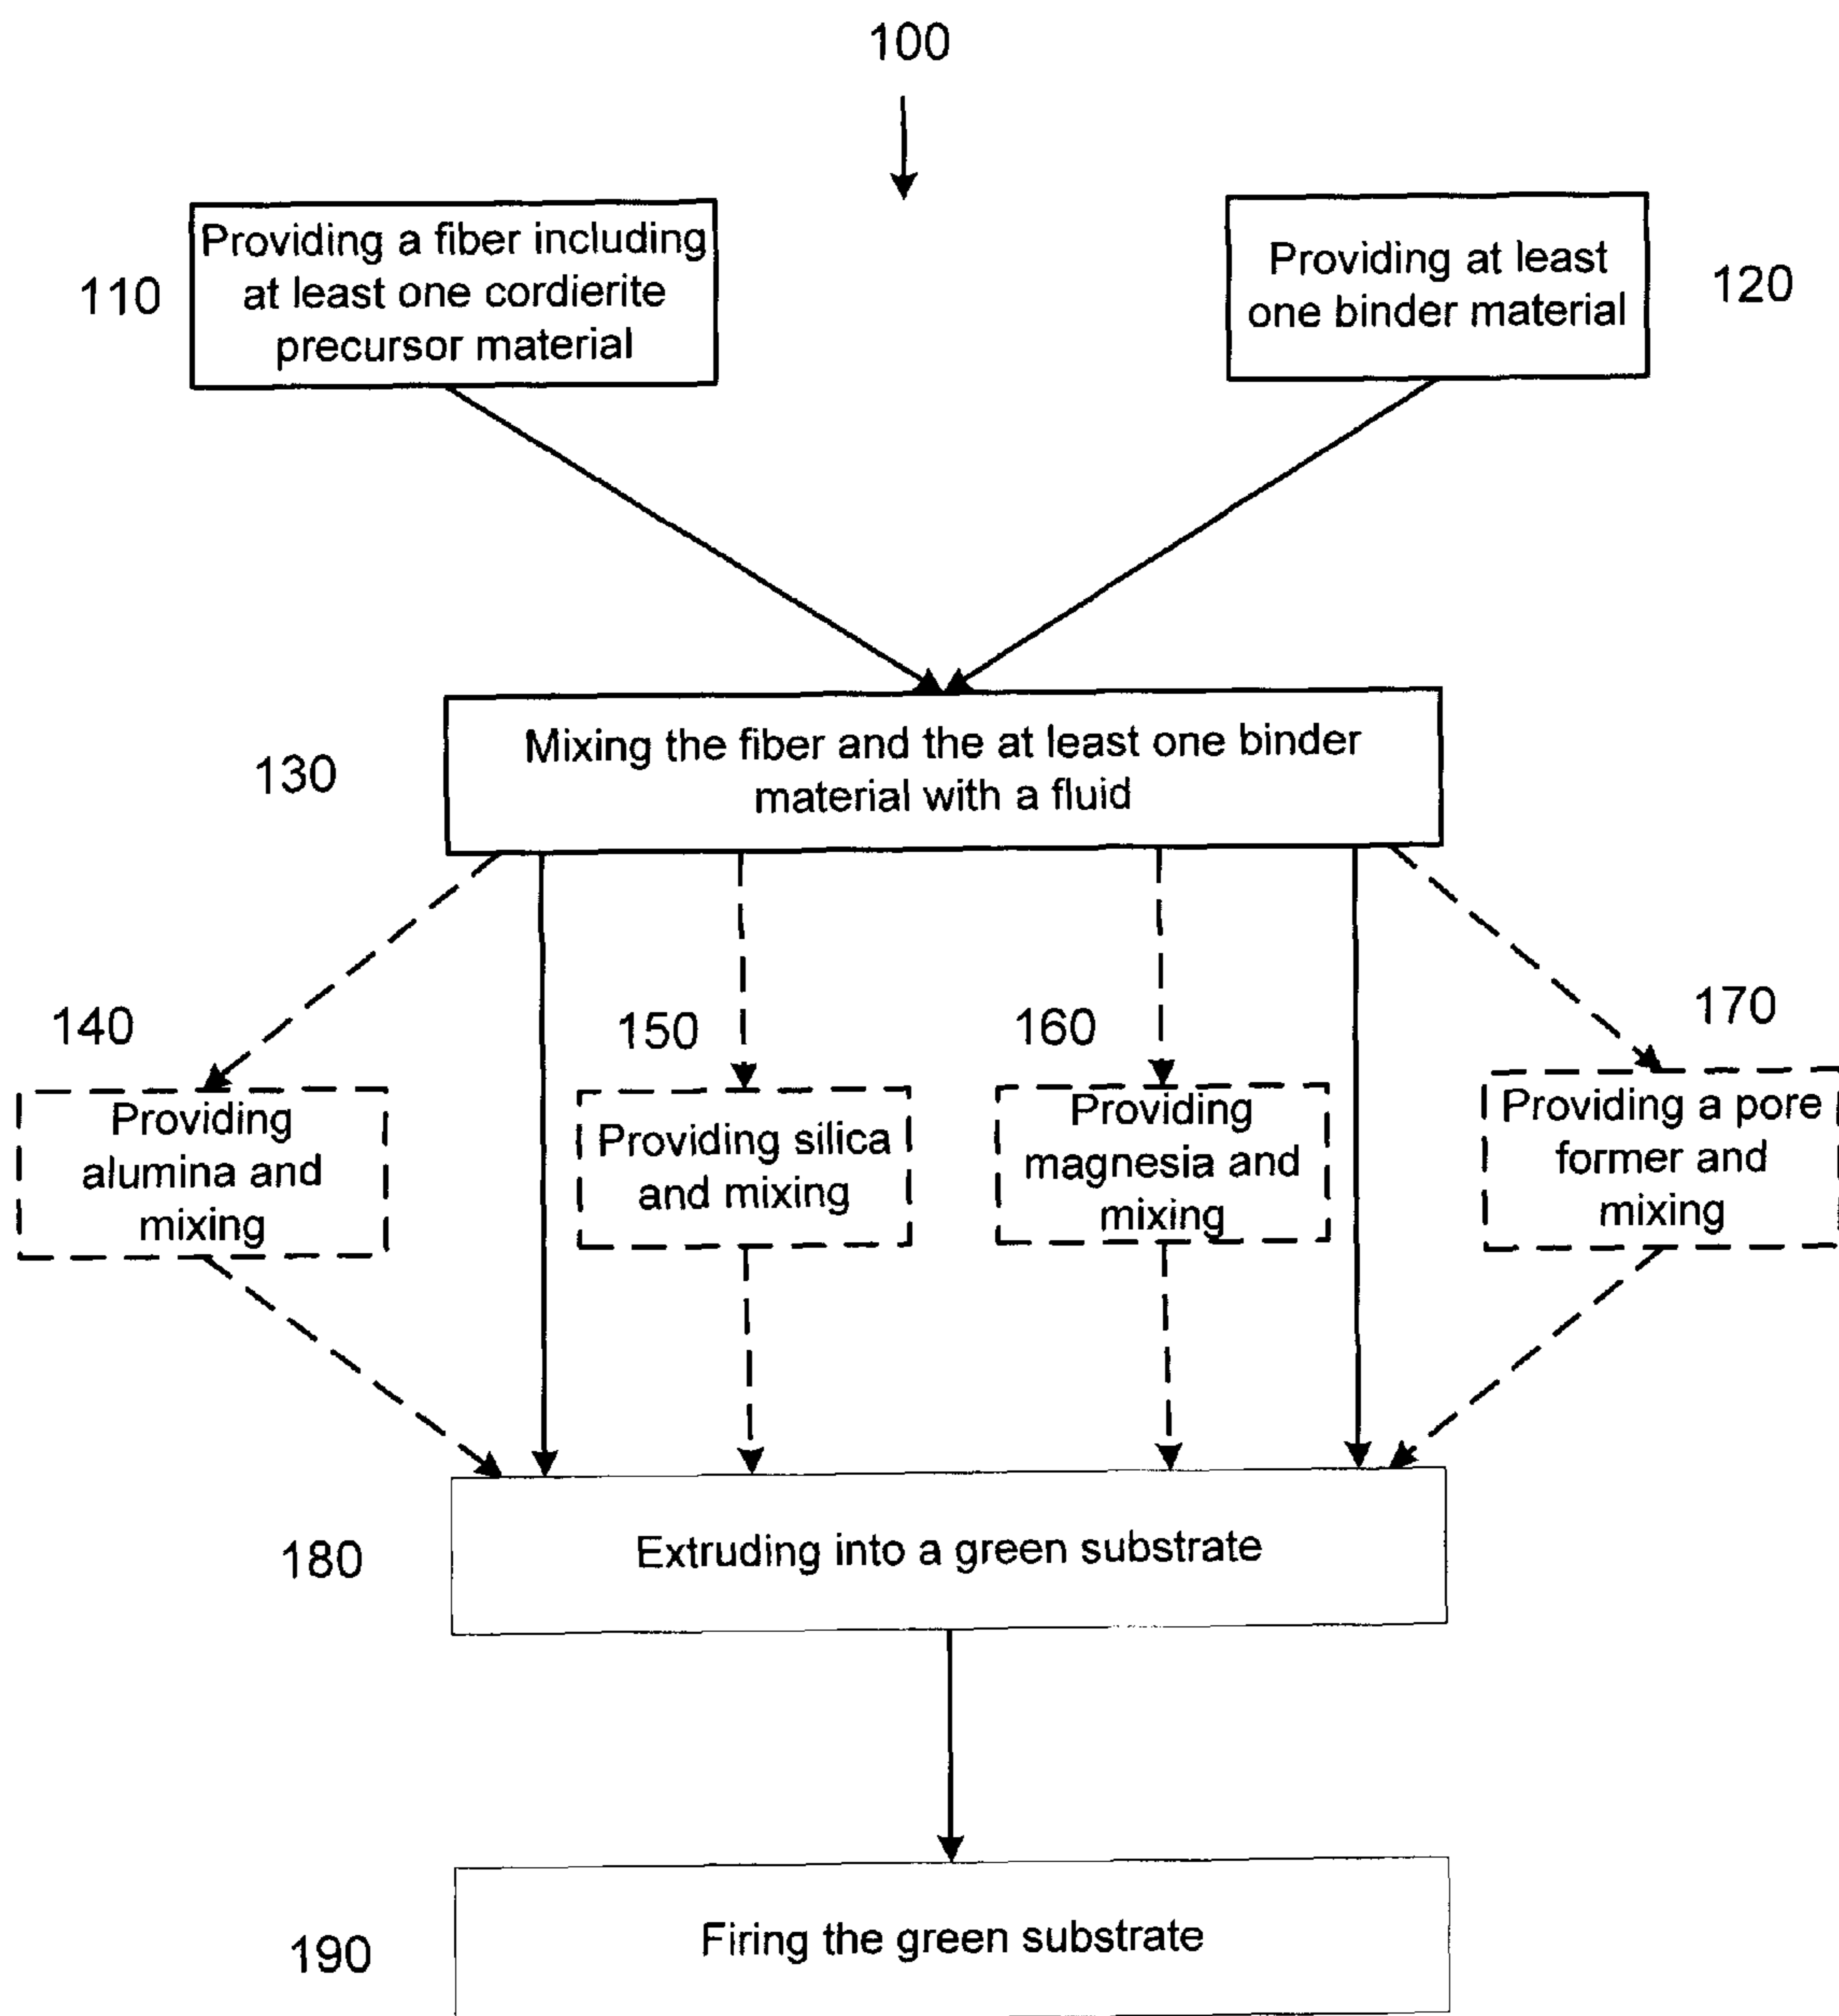 100
110
Providing a fiber including
at least one cordierite
precursor material
Providing at least
one binder material
120
130
Mixing the fiber and the at least one binder
material with a fluid
140
Providing
alumina and
mixing
150
Providing silica
and mixing
160
Providing
magnesia and
mixing
170
Providing a pore
former and
mixing
180
Extruding into a green substrate
190
Firing the green substrate